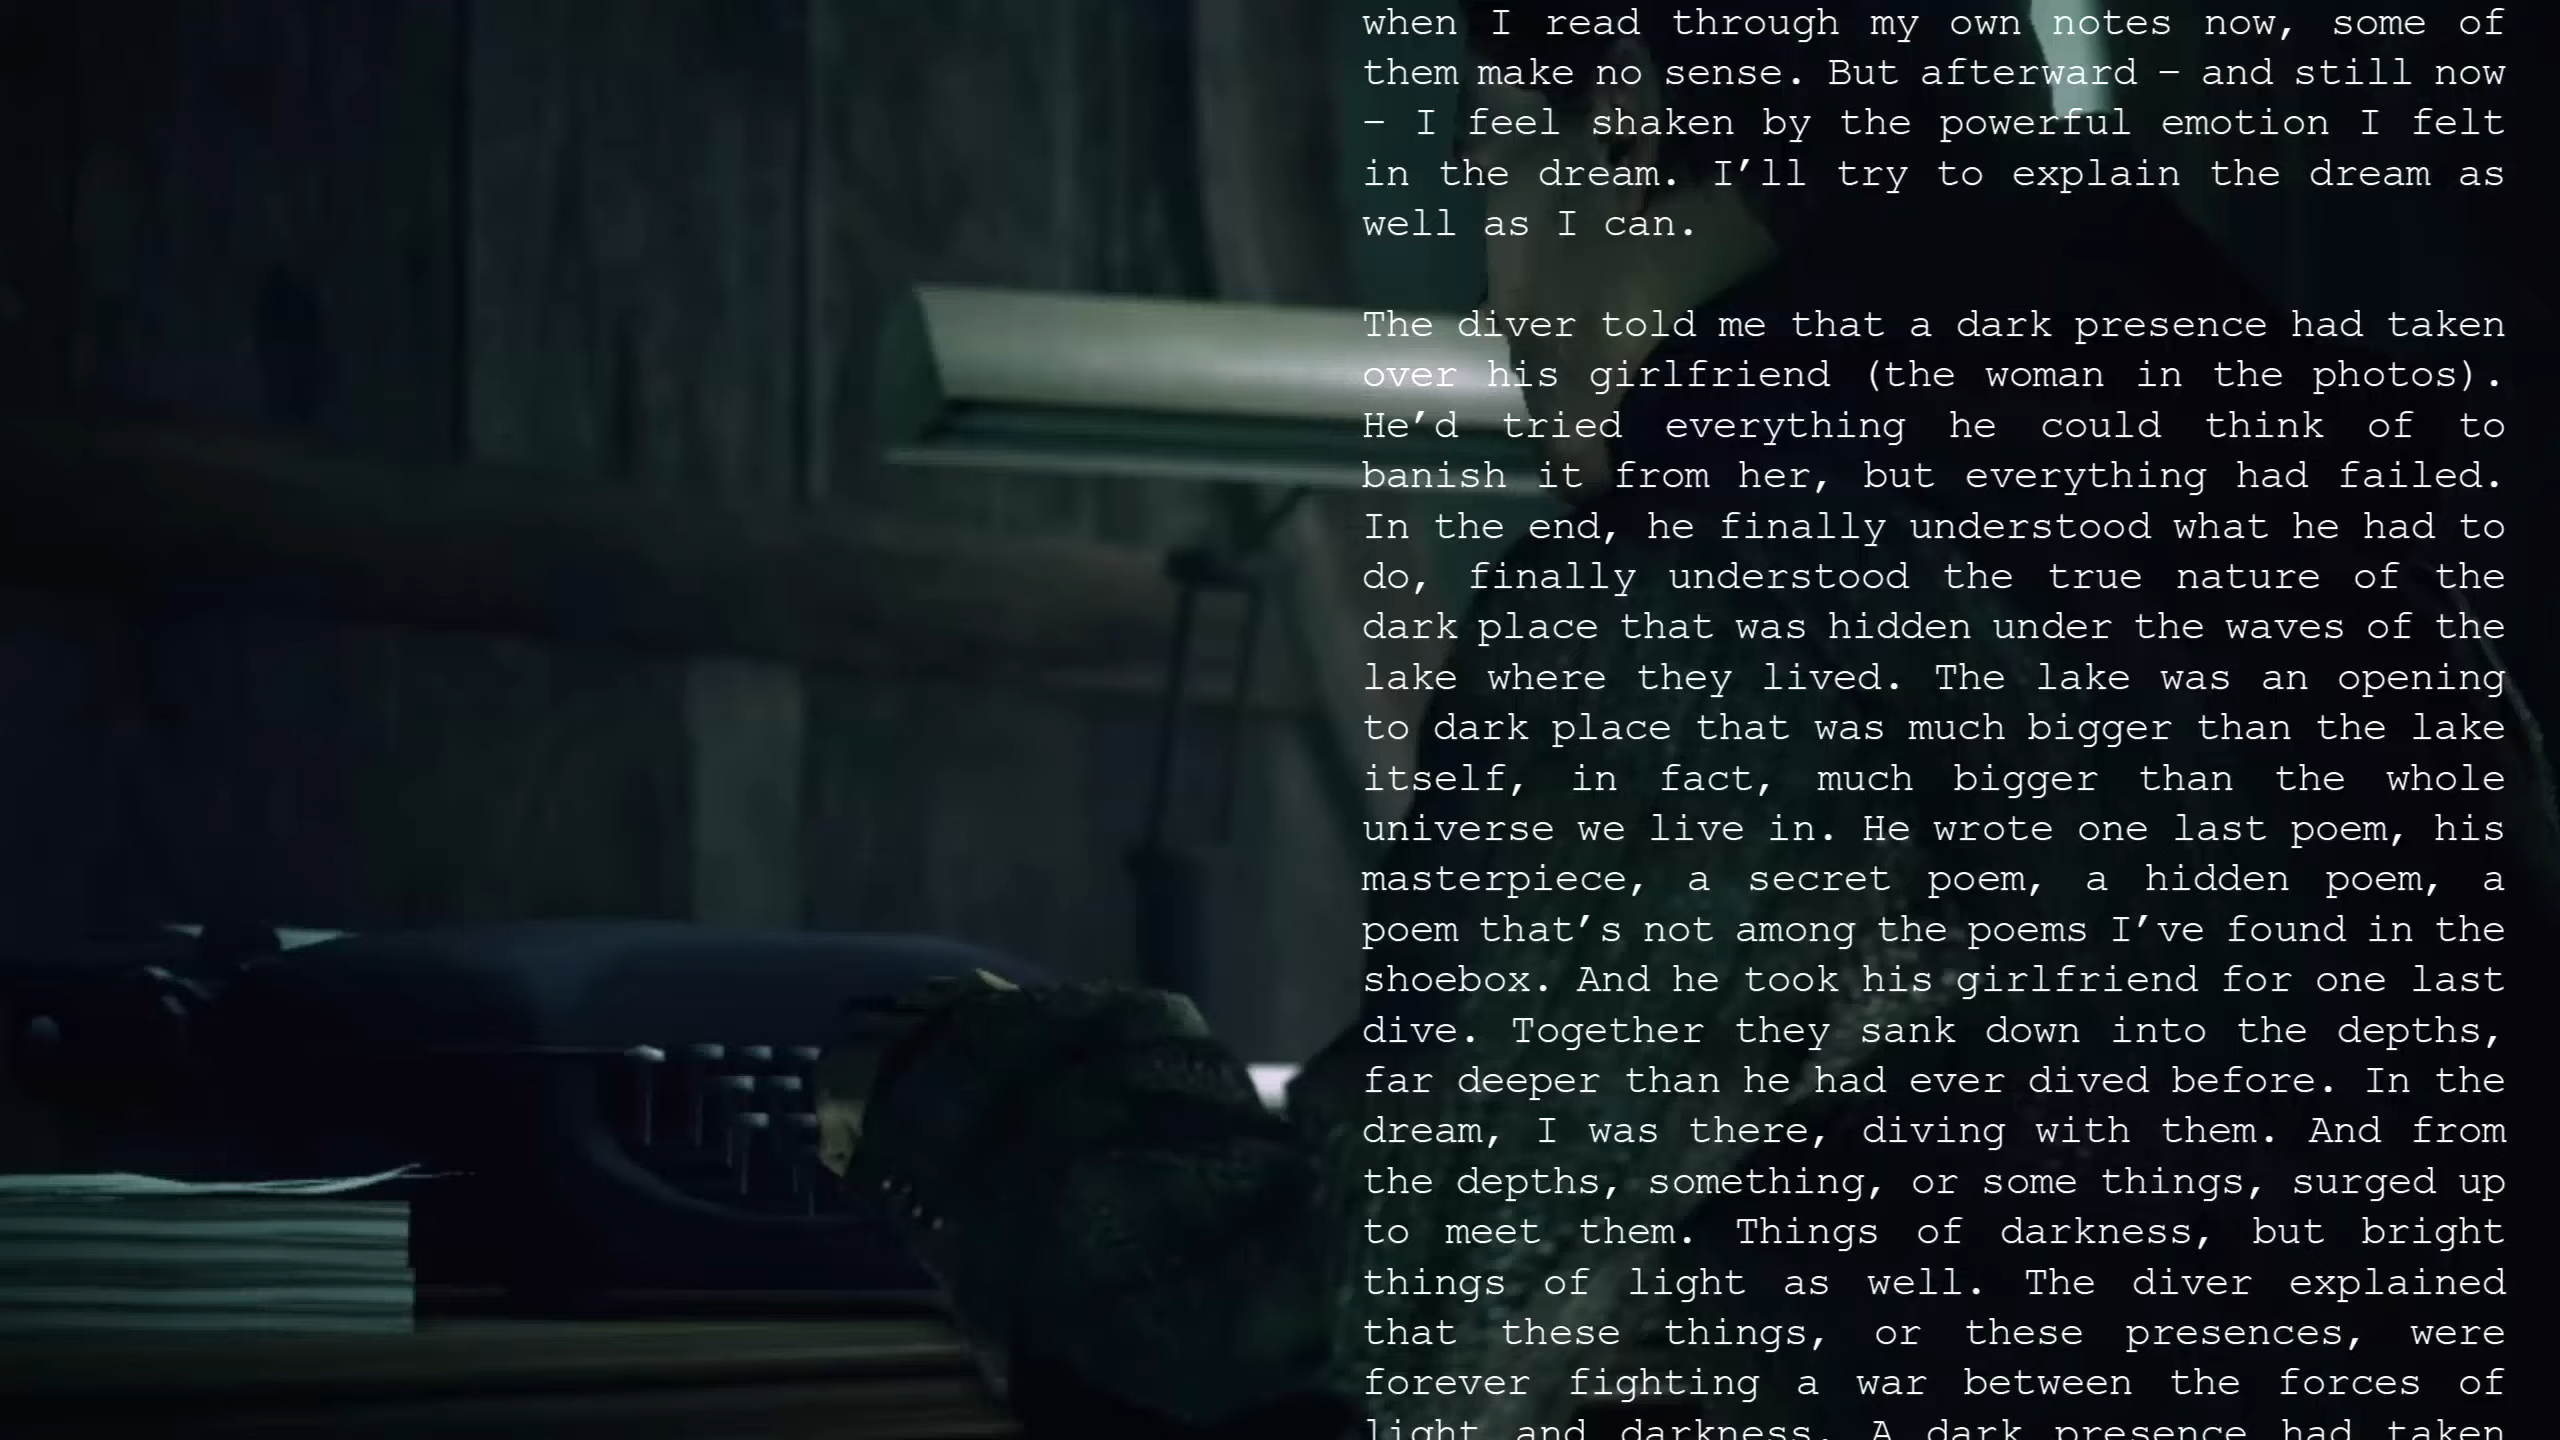 when I read through my own notes now, some of
them make no sense. But afterward – and still now
– I feel shaken by the powerful emotion I felt
in the dream. I’ll try to explain the dream as
well as I can.
The diver told me that a dark presence had taken
over his girlfriend (the woman in the photos).
He’d tried everything he could think of to
banish it from her, but everything had failed.
In the end, he finally understood what he had to
do, finally understood the true nature of the
dark place that was hidden under the waves of the
lake where they lived. The lake was an opening
to dark place that was much bigger than the lake
itself, in fact, much bigger than the whole
universe we live in. He wrote one last poem, his
masterpiece, a secret poem, a hidden poem, a
poem that’s not among the poems I’ve found in the
shoebox. And he took his girlfriend for one last
dive. Together they sank down into the depths,
far deeper than he had ever dived before. In the
dream, I was there, diving with them. And from
the depths, something, or some things, surged up
to meet them. Things of darkness, but bright
things of light as well. The diver explained
that these things, or these presences, were
forever fighting a war between the forces of
light and darkness. A dark presence had taken